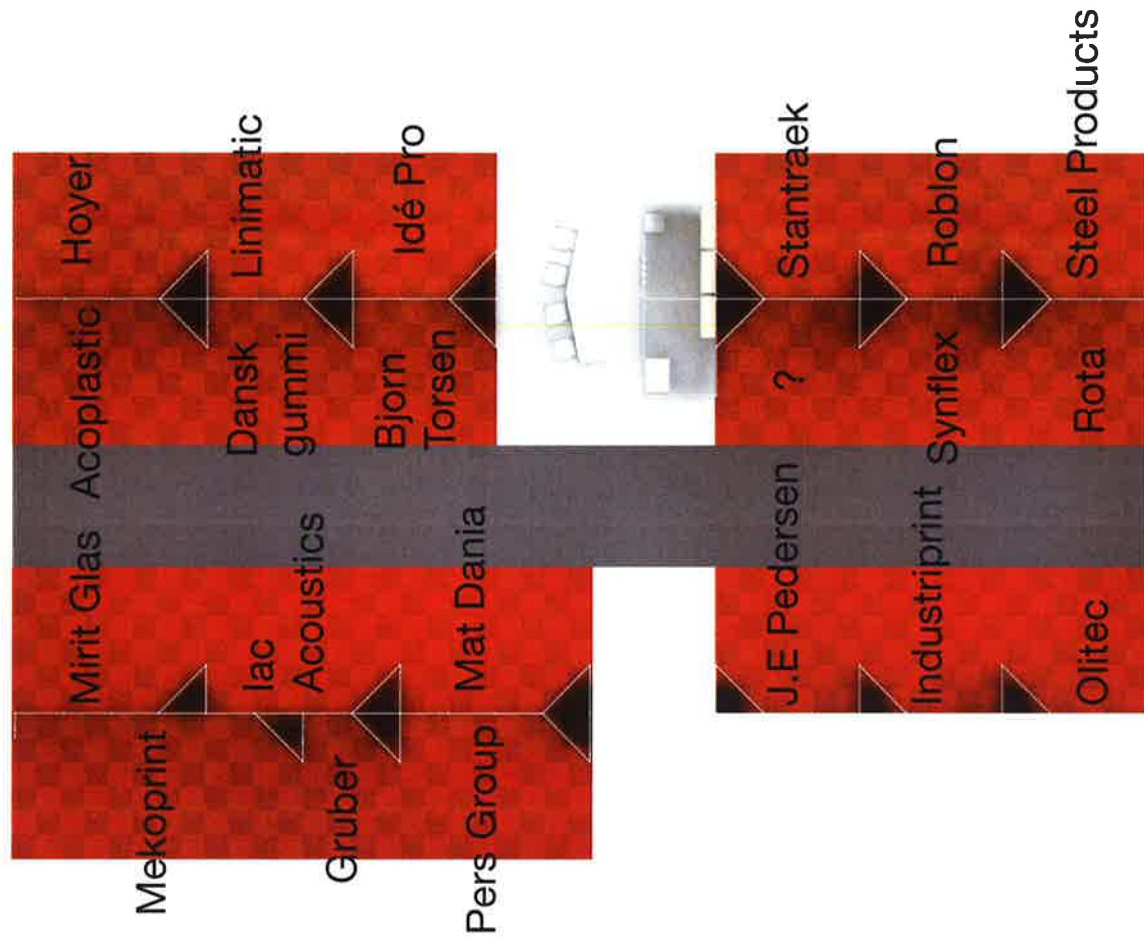 Mirit Glas
Acoplastic
Hoyer
Mekoprint
Iac
Acoustics
Dansk
gummi
Linimatic
Gruber
Bjorn
Torsen
Idé Pro
Pers Group
Mat Dania
J.E Pedersen
?
Stantraek
Industriprint
Synflex
Roblon
Olitec
Rota
Steel Products